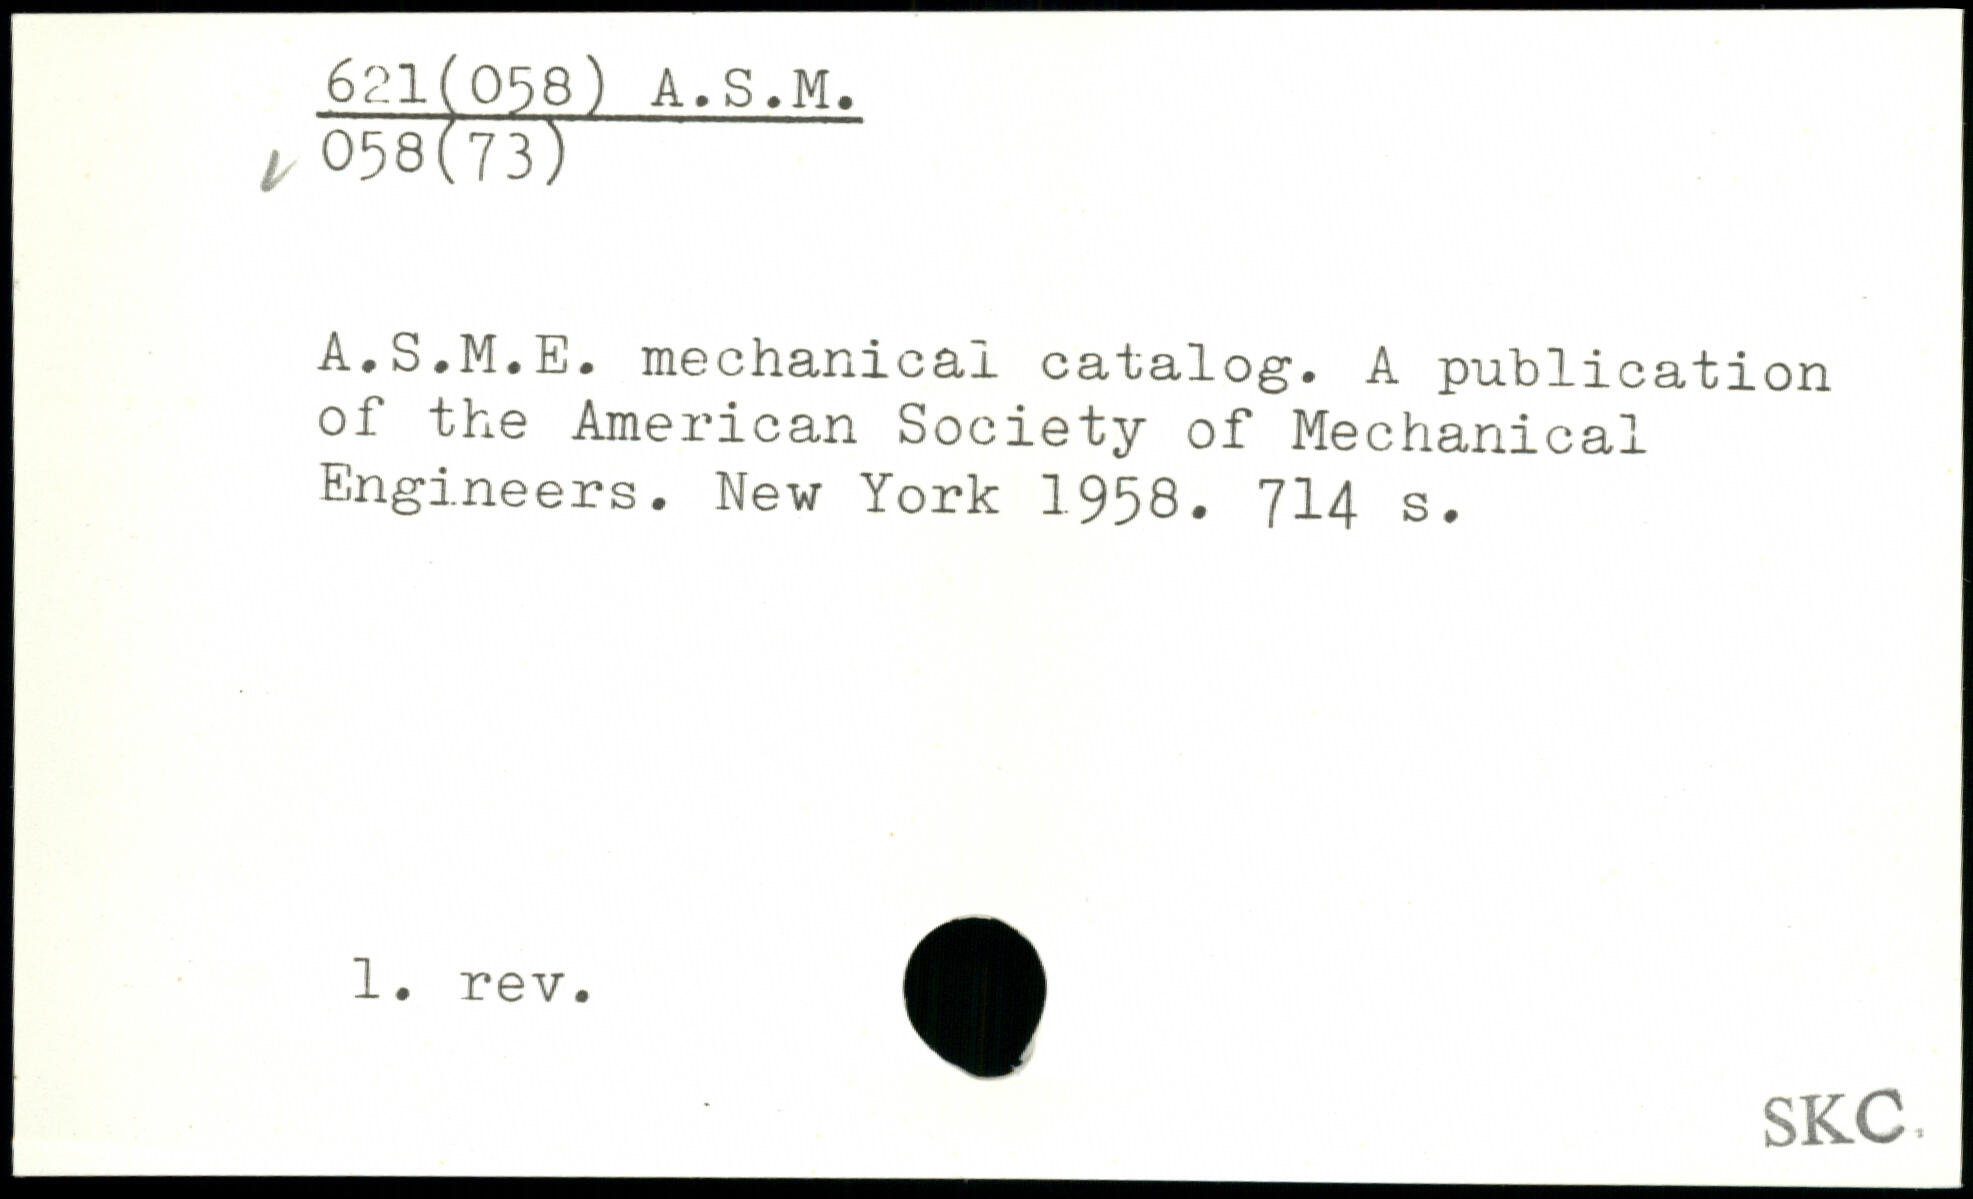 621(058) A.S.M.
058(73)
A.S.M.E. mechanical catalog. A publication
of the American Society of Mechanical
Engineers. New York 1958. 714 s.
1. rev.
SKC.